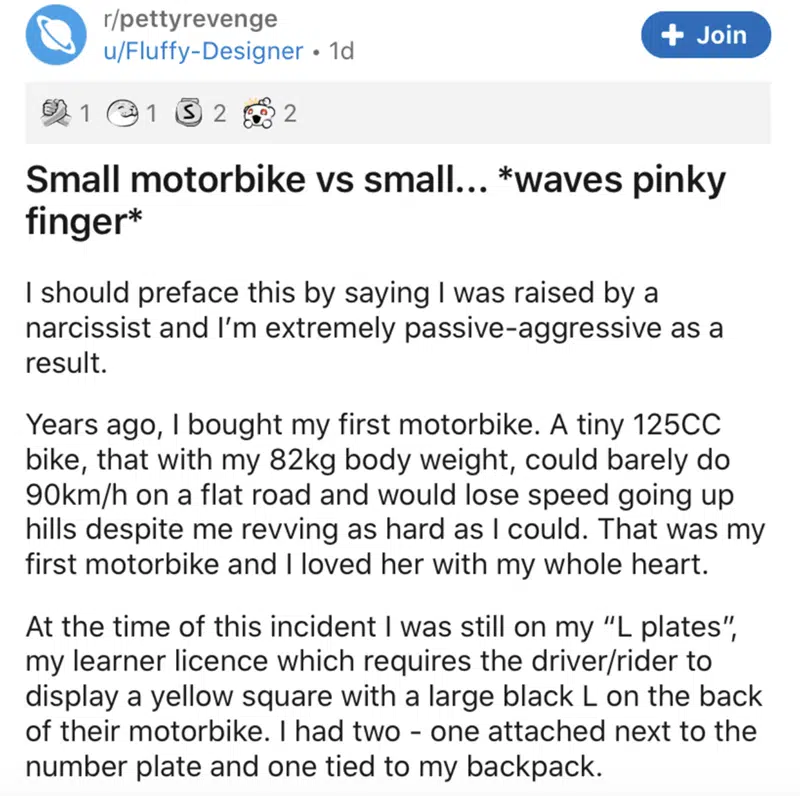 r/pettyrevenge
u/Fluffy-Designer • 1d
+ Join
1 1 S 2 2
Small motorbike vs small... *waves pinky
finger*
I should preface this by saying I was raised by a
narcissist and I'm extremely passive-aggressive as a
result.
Years ago, I bought my first motorbike. A tiny 125CC
bike, that with my 82kg body weight, could barely do
90km/h on a flat road and would lose speed going up
hills despite me revving as hard as I could. That was my
first motorbike and I loved her with my whole heart.
At the time of this incident I was still on my “L plates”,
my learner licence which requires the driver/rider to
display a yellow square with a large black L on the back
of their motorbike. I had two - one attached next to the
number plate and one tied to my backpack.